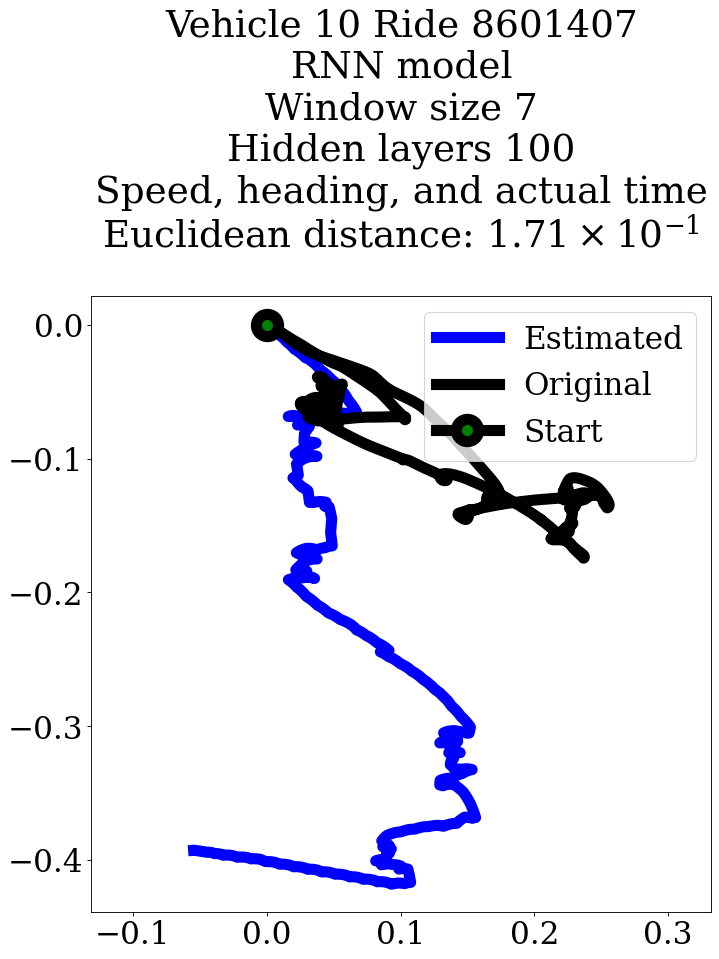 Vehicle 10 Ride 8601407
RNN model
Window size 7
Hidden layers 100
Speed, heading, and actual time
Euclidean distance: 1.71 × 10⁻¹
Estimated
Original
Start
0.0
−0.1
−0.2
−0.3
−0.4
−0.1 0.0 0.1 0.2 0.3